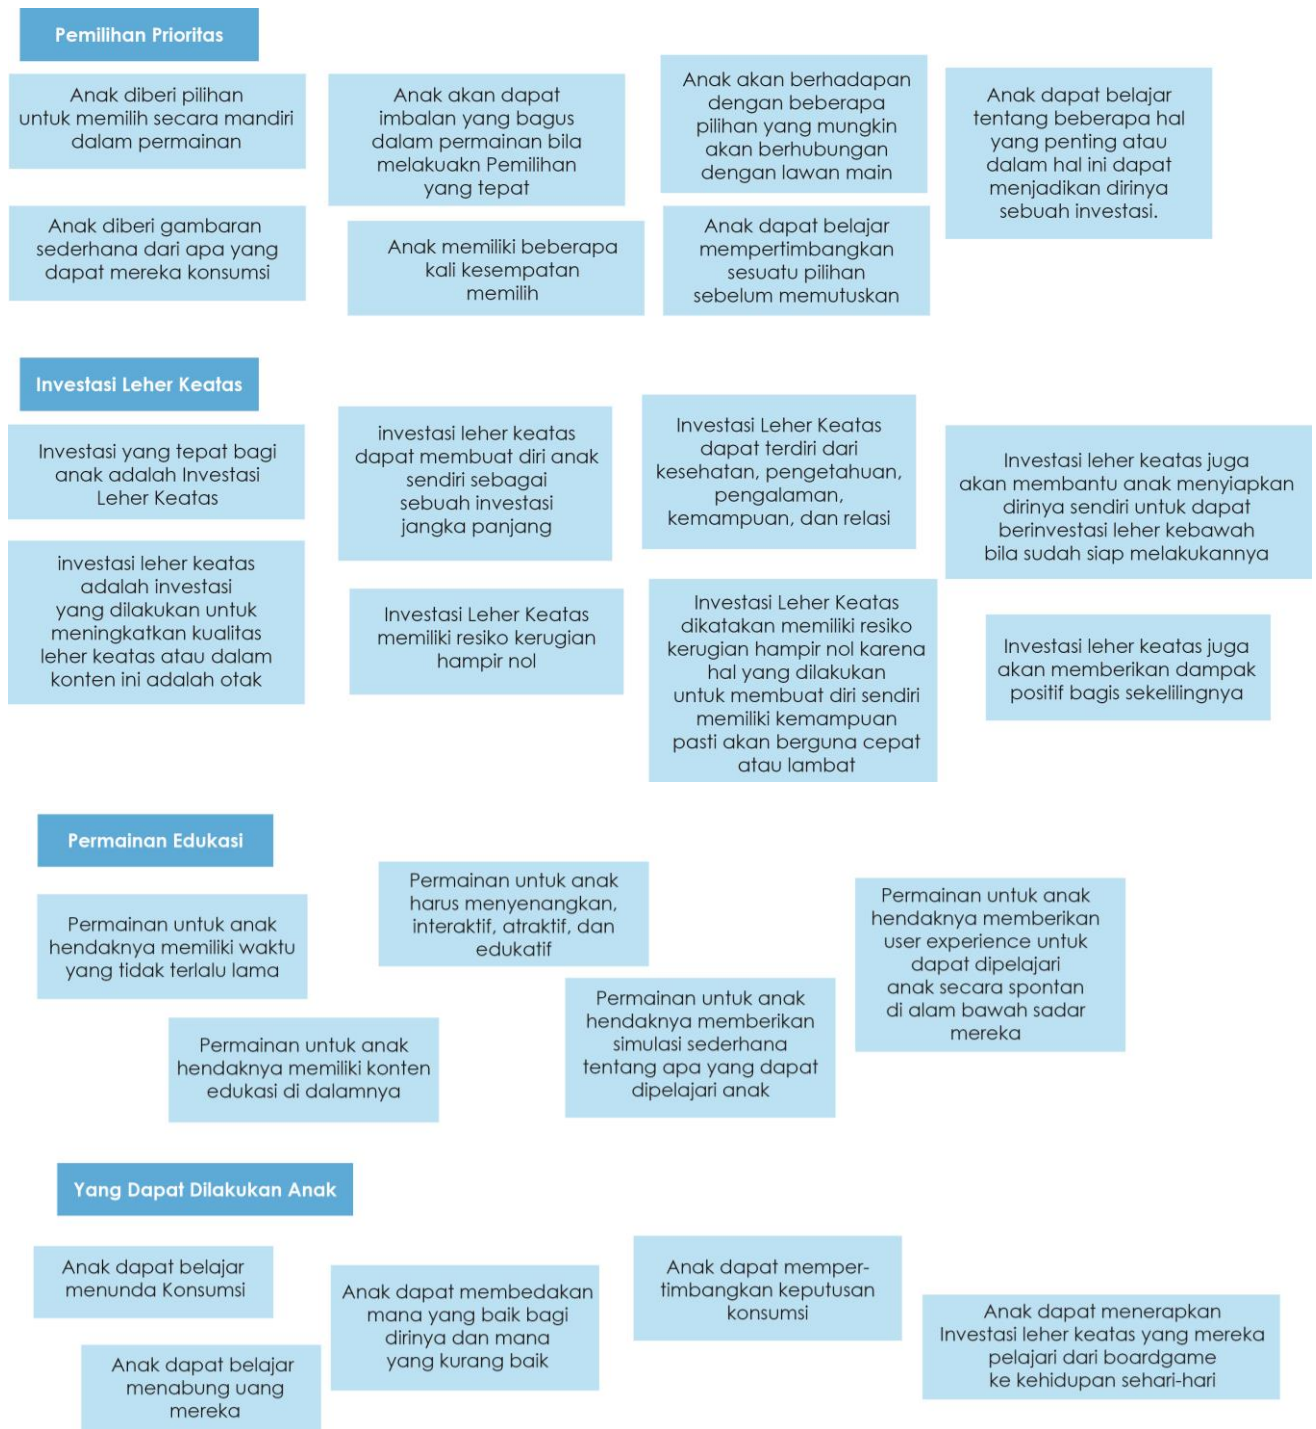 Pemilihan Prioritas
Anak diberi pilihan
untuk memilih secara mandiri
dalam permainan
Anak akan dapat
imbalan yang bagus
dalam permainan bila
melakuakn Pemilihan
yang tepat
Anak akan berhadapan
dengan beberapa
pilihan yang mungkin
akan berhubungan
dengan lawan main
Anak dapat belajar
tentang beberapa hal
yang penting atau
dalam hal ini dapat
menjadikan dirinya
sebuah investasi.
Anak diberi gambaran
sederhana dari apa yang
dapat mereka konsumsi
Anak memiliki beberapa
kali kesempatan
memilih
Anak dapat belajar
mempertimbangkan
sesuatu pilihan
sebelum memutuskan
Investasi Leher Keatas
Investasi yang tepat bagi
anak adalah Investasi
Leher Keatas
investasi leher keatas
dapat membuat diri anak
sendiri sebagai
sebuah investasi
jangka panjang
Investasi Leher Keatas
dapat terdiri dari
kesehatan, pengetahuan,
pengalaman,
kemampuan, dan relasi
Investasi leher keatas juga
akan membantu anak menyiapkan
dirinya sendiri untuk dapat
berinvestasi leher kebawah
bila sudah siap melakukannya
investasi leher keatas
adalah investasi
yang dilakukan untuk
meningkatkan kualitas
leher keatas atau dalam
konten ini adalah otak
Investasi Leher Keatas
memiliki resiko kerugian
hampir nol
Investasi Leher Keatas
dikatakan memiliki resiko
kerugian hampir nol karena
hal yang dilakukan
untuk membuat diri sendiri
memiliki kemampuan
pasti akan berguna cepat
atau lambat
Investasi leher keatas juga
akan memberikan dampak
positif bagis sekelilingnya
Permainan Edukasi
Permainan untuk anak
hendaknya memiliki waktu
yang tidak terlalu lama
Permainan untuk anak
harus menyenangkan,
interaktif, atraktif, dan
edukatif
Permainan untuk anak
hendaknya memberikan
user experience untuk
dapat dipelajari
anak secara spontan
di alam bawah sadar
mereka
Permainan untuk anak
hendaknya memiliki konten
edukasi di dalamnya
Permainan untuk anak
hendaknya memberikan
simulasi sederhana
tentang apa yang dapat
dipelajari anak
Yang Dapat Dilakukan Anak
Anak dapat belajar
menunda Konsumsi
Anak dapat membedakan
mana yang baik bagi
dirinya dan mana
yang kurang baik
Anak dapat memper-
timbangkan keputusan
konsumsi
Anak dapat menerapkan
Investasi leher keatas yang mereka
pelajari dari boardgame
ke kehidupan sehari-hari
Anak dapat belajar
menabung uang
mereka